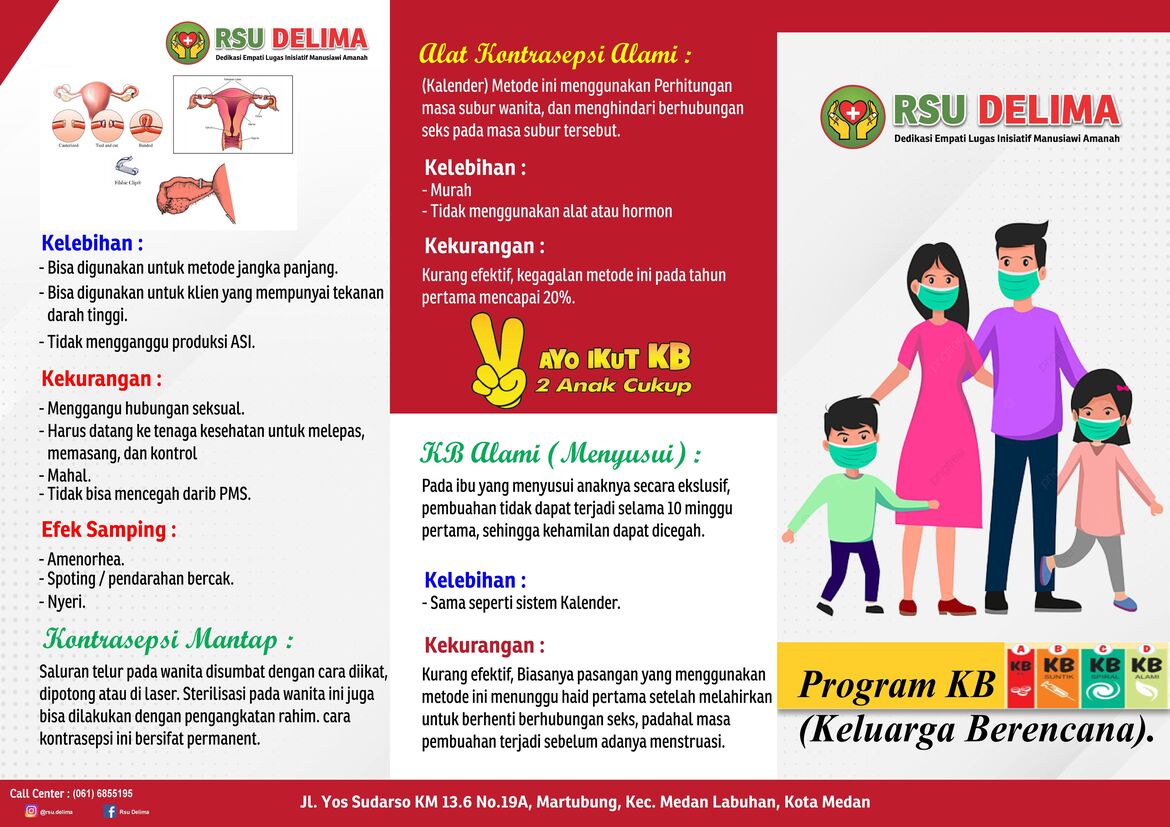 RSU DELIMA
Dedikasi Empati Lugas Inisiatif Manusiawi Amanah
Cauterized
Tied and cut
Banded
Filshie Clip®
Kelebihan :
- Bisa digunakan untuk metode jangka panjang.
- Bisa digunakan untuk klien yang mempunyai tekanan
darah tinggi.
- Tidak mengganggu produksi ASI.
Kekurangan :
- Menggangu hubungan seksual.
- Harus datang ke tenaga kesehatan untuk melepas,
memasang, dan kontrol
- Mahal.
- Tidak bisa mencegah darib PMS.
Efek Samping :
- Amenorhea.
- Spoting / pendarahan bercak.
- Nyeri.
Kontrasepsi Mantap :
Saluran telur pada wanita disumbat dengan cara diikat,
dipotong atau di laser. Sterilisasi pada wanita ini juga
bisa dilakukan dengan pengangkatan rahim. cara
kontrasepsi ini bersifat permanent.
Call Center : (061) 6855195
@rsu.delima
Rsu Delima
Alat Kontrasepsi Alami :
(Kalender) Metode ini menggunakan Perhitungan
masa subur wanita, dan menghindari berhubungan
seks pada masa subur tersebut.
Kelebihan :
- Murah
- Tidak menggunakan alat atau hormon
Kekurangan :
Kurang efektif, kegagalan metode ini pada tahun
pertama mencapai 20%.
AYO IKUT KB
2 Anak Cukup
KB Alami (Menyusui) :
Pada ibu yang menyusui anaknya secara ekslusif,
pembuahan tidak dapat terjadi selama 10 minggu
pertama, sehingga kehamilan dapat dicegah.
Kelebihan :
- Sama seperti sistem Kalender.
Kekurangan :
Kurang efektif, Biasanya pasangan yang menggunakan
metode ini menunggu haid pertama setelah melahirkan
untuk berhenti berhubungan seks, padahal masa
pembuahan terjadi sebelum adanya menstruasi.
Jl. Yos Sudarso KM 13.6 No.19A, Martubung, Kec. Medan Labuhan, Kota Medan
RSU DELIMA
Dedikasi Empati Lugas Inisiatif Manusiawi Amanah
Program KB
(Keluarga Berencana).
A
KB
B
KB
SUNTIK
C
KB
SPIRAL
D
KB
ALAMI